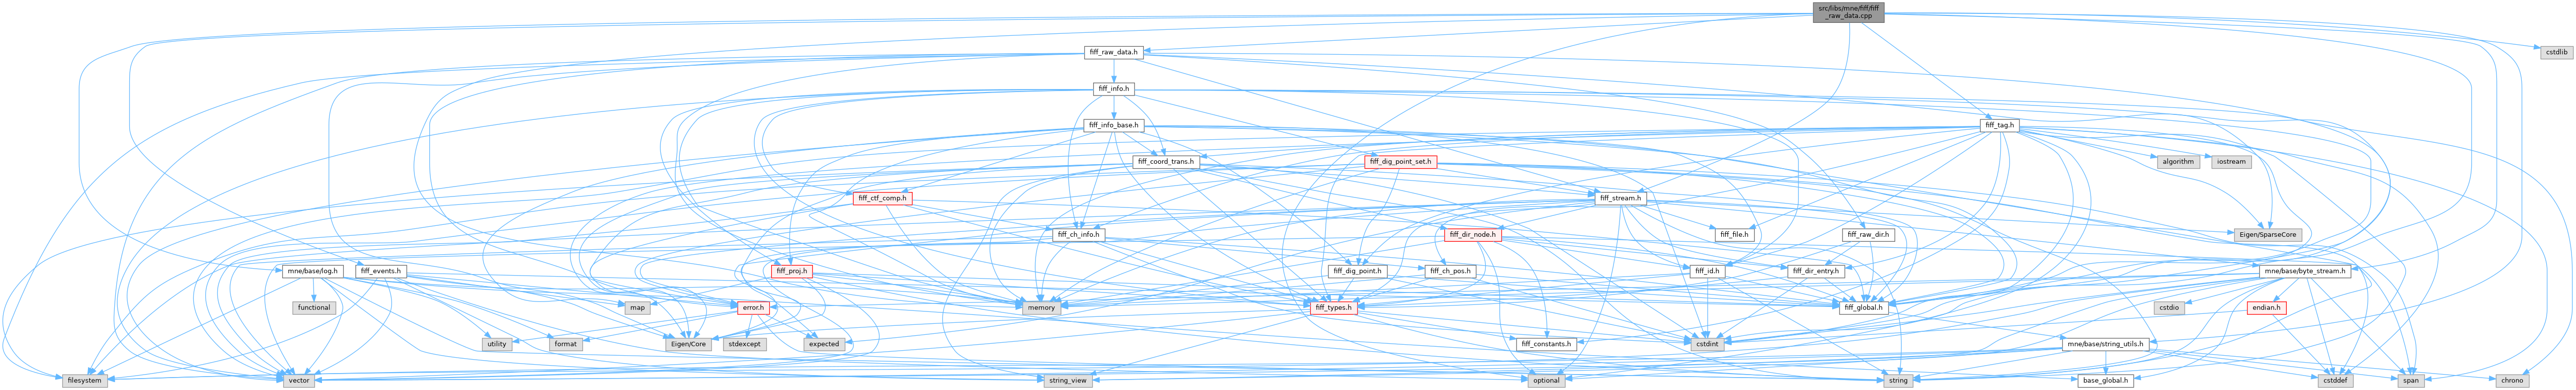 src/libs/mne/fiff/fiff
_raw_data.cpp
fiff_raw_data.h
cstdlib
fiff_info.h
fiff_info_base.h
fiff_tag.h
fiff_coord_trans.h
fiff_dig_point_set.h
algorithm
iostream
fiff_ctf_comp.h
fiff_stream.h
Eigen/SparseCore
fiff_ch_info.h
fiff_dir_node.h
fiff_file.h
fiff_raw_dir.h
mne/base/log.h
fiff_events.h
fiff_proj.h
fiff_dig_point.h
fiff_ch_pos.h
fiff_id.h
fiff_dir_entry.h
mne/base/byte_stream.h
functional
map
error.h
memory
fiff_types.h
fiff_global.h
cstdio
endian.h
utility
format
Eigen/Core
stdexcept
expected
fiff_constants.h
cstdint
mne/base/string_utils.h
filesystem
vector
string_view
optional
string
base_global.h
cstddef
span
chrono